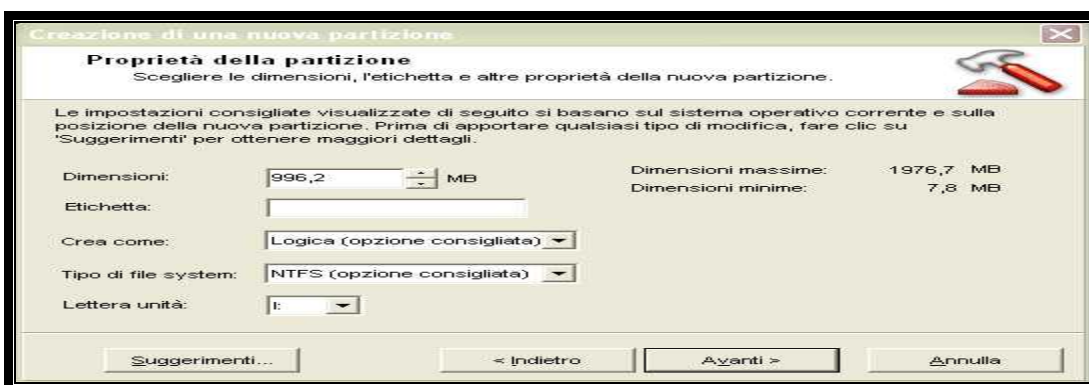 Creazione di una nuova partizione
Proprietà della partizione
Scegliere le dimensioni, l'etichetta e altre proprietà della nuova partizione.
Le impostazioni consigliate visualizzate di seguito si basano sul sistema operativo corrente e sulla
posizione della nuova partizione. Prima di apportare qualsiasi tipo di modifica, fare clic su
'Suggerimenti' per ottenere maggiori dettagli.
Dimensioni: 996,2 MB Dimensioni massime: 1976,7 MB
Dimensioni minime: 7,8 MB
Etichetta:
Crea come: Logica (opzione consigliata)
Tipo di file system: NTFS (opzione consigliata)
Lettera unità: I:
Suggerimenti... < Indietro Avanti > Annulla